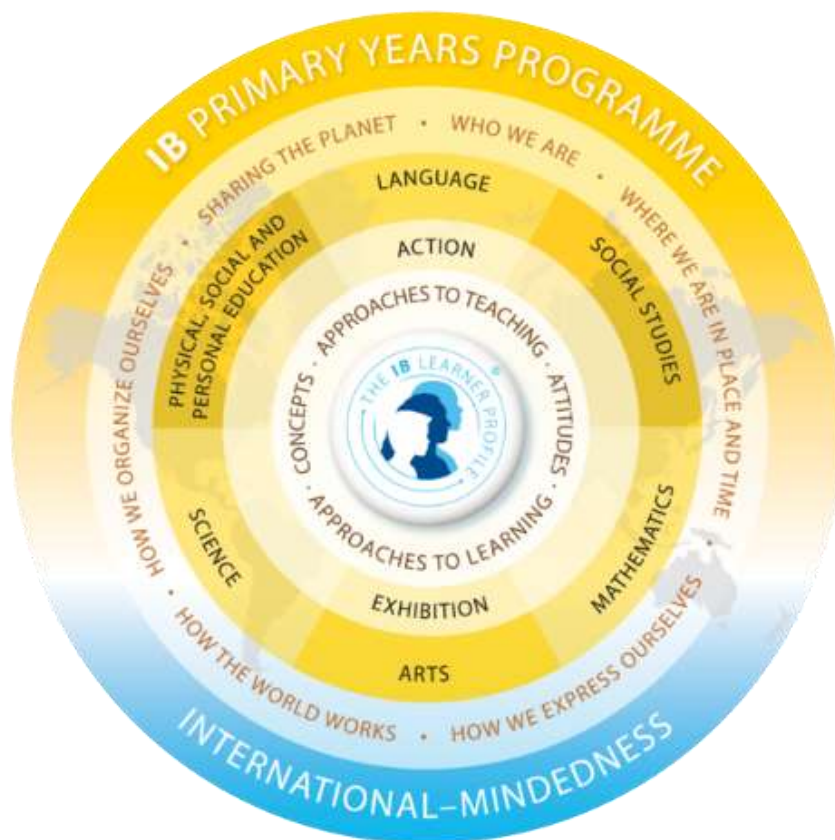 IB PRIMARY YEARS PROGRAMME
SHARING THE PLANET • WHO WE ARE • WHERE WE ARE IN PLACE AND TIME • HOW WE EXPRESS OURSELVES • HOW THE WORLD WORKS • HOW WE ORGANIZE OURSELVES •
LANGUAGE
SOCIAL STUDIES
MATHEMATICS
ARTS
SCIENCE
PHYSICAL, SOCIAL AND
PERSONAL EDUCATION
ACTION
EXHIBITION
APPROACHES TO TEACHING · ATTITUDES · APPROACHES TO LEARNING · CONCEPTS ·
THE IB LEARNER PROFILE
®
INTERNATIONAL–MINDEDNESS